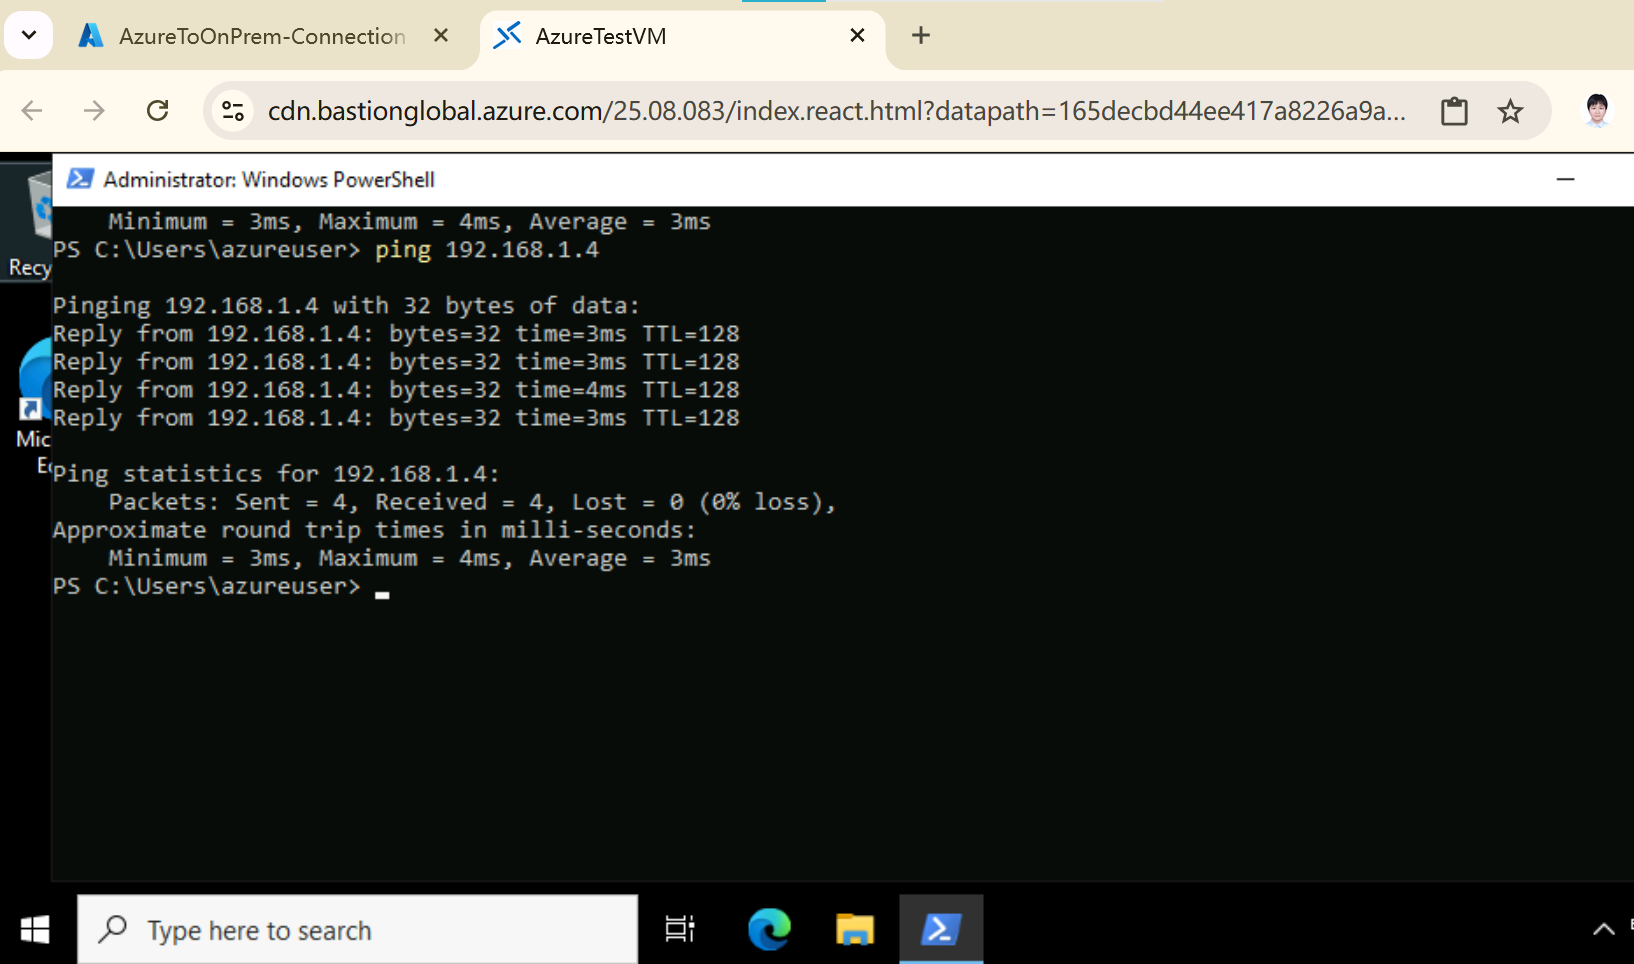 AzureToOnPrem-Connection
AzureTestVM
cdn.bastionglobal.azure.com/25.08.083/index.react.html?datapath=165decbd44ee417a8226a9a...
Administrator: Windows PowerShell
Recy
Mic
Ed
    Minimum = 3ms, Maximum = 4ms, Average = 3ms
PS C:\Users\azureuser> ping 192.168.1.4
Pinging 192.168.1.4 with 32 bytes of data:
Reply from 192.168.1.4: bytes=32 time=3ms TTL=128
Reply from 192.168.1.4: bytes=32 time=3ms TTL=128
Reply from 192.168.1.4: bytes=32 time=4ms TTL=128
Reply from 192.168.1.4: bytes=32 time=3ms TTL=128
Ping statistics for 192.168.1.4:
    Packets: Sent = 4, Received = 4, Lost = 0 (0% loss),
Approximate round trip times in milli-seconds:
    Minimum = 3ms, Maximum = 4ms, Average = 3ms
PS C:\Users\azureuser>
Type here to search